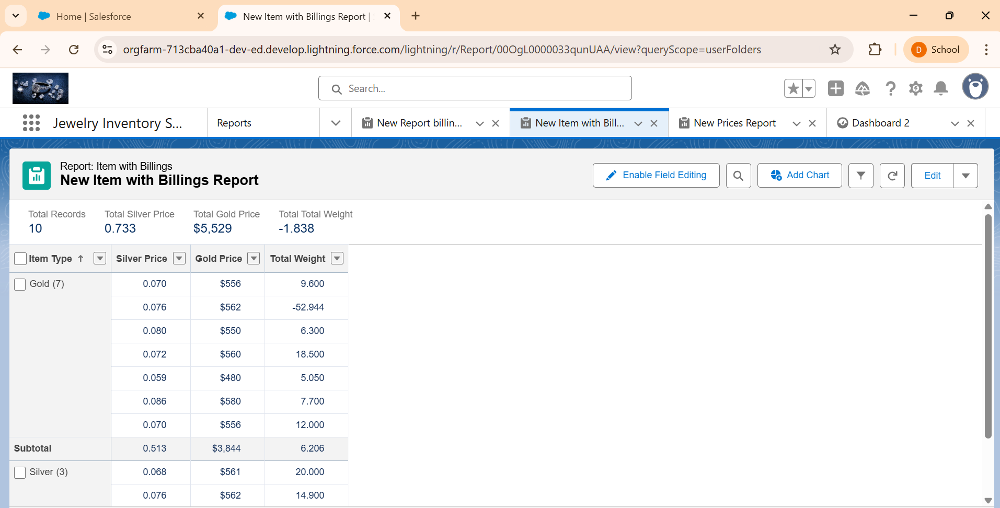 Home | Salesforce
New Item with Billings Report |
orgfarm-713cba40a1-dev-ed.develop.lightning.force.com/lightning/r/Report/00OgL0000033qunUAA/view?queryScope=userFolders
D School
Search...
Jewelry Inventory S...
Reports
New Report billin...
New Item with Bill...
New Prices Report
Dashboard 2
Report: Item with Billings
New Item with Billings Report
Enable Field Editing
Add Chart
Edit
Total Records Total Silver Price Total Gold Price Total Total Weight
10 0.733 $5,529 -1.838
Item Type ↑ Silver Price Gold Price Total Weight
Gold (7) 0.070 $556 9.600
0.076 $562 -52.944
0.080 $550 6.300
0.072 $560 18.500
0.059 $480 5.050
0.086 $580 7.700
0.070 $556 12.000
Subtotal 0.513 $3,844 6.206
Silver (3) 0.068 $561 20.000
0.076 $562 14.900